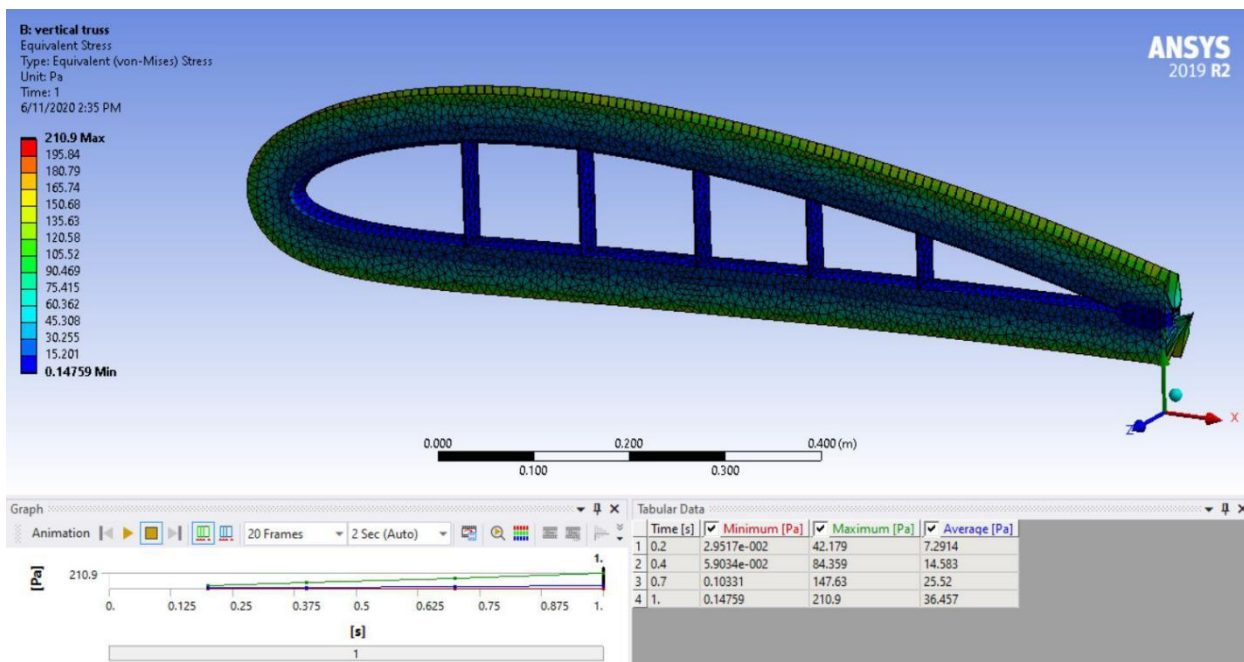 B: vertical truss
Equivalent Stress
Type: Equivalent (von-Mises) Stress
Unit: Pa
Time: 1
6/11/2020 2:35 PM
ANSYS
2019 R2
210.9 Max
195.84
180.79
165.74
150.68
135.63
120.58
105.52
90.469
75.415
60.362
45.308
30.255
15.201
0.14759 Min
X
Z
0.000 0.200 0.400 (m)
0.100 0.300
Graph
Animation 20 Frames 2 Sec (Auto)
1.
[Pa] 210.9
0. 0.125 0.25 0.375 0.5 0.625 0.75 0.875 1.
[s]
1
Tabular Data
Time [s] Minimum [Pa] Maximum [Pa] Average [Pa]
1 0.2 2.9517e-002 42.179 7.2914
2 0.4 5.9034e-002 84.359 14.583
3 0.7 0.10331 147.63 25.52
4 1. 0.14759 210.9 36.457